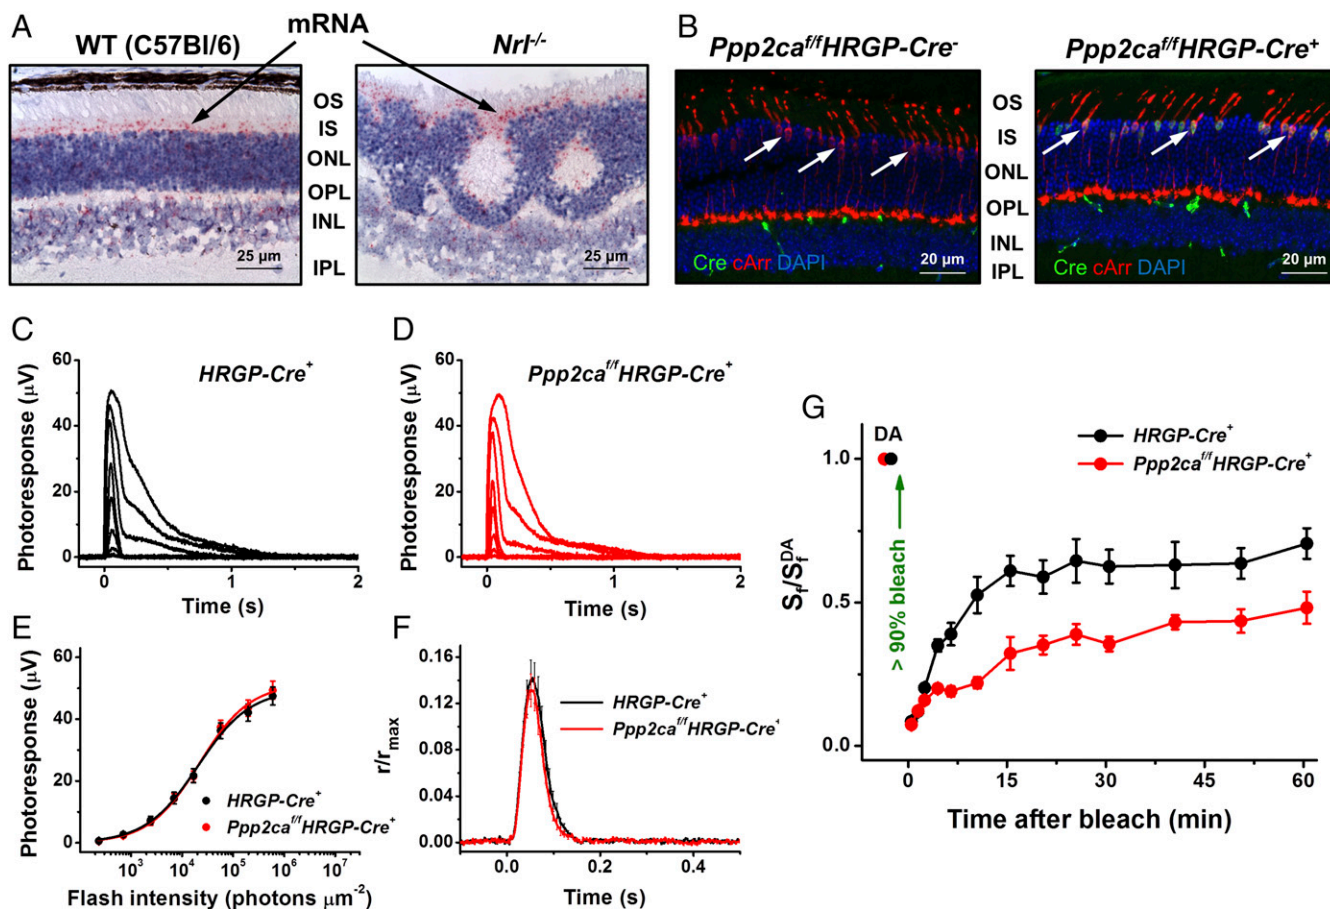 A
mRNA
WT (C57Bl/6)
Nrl-/-
OS
IS
ONL
OPL
INL
IPL
25 µm
25 µm
B
Ppp2caf/fHRGP-Cre-
Ppp2caf/fHRGP-Cre+
OS
IS
ONL
OPL
INL
IPL
Cre cArr DAPI
20 µm
Cre cArr DAPI
20 µm
C
HRGP-Cre+
Photoresponse (µV)
60
40
20
0
0 1 2
Time (s)
D
Ppp2caf/fHRGP-Cre+
Photoresponse (µV)
60
40
20
0
0 1 2
Time (s)
E
Photoresponse (µV)
60
40
20
0
HRGP-Cre+
Ppp2caf/fHRGP-Cre+
10³ 10⁴ 10⁵ 10⁶ 10⁷
Flash intensity (photons µm⁻²)
F
r/rmax
0.16
0.12
0.08
0.04
0.00
HRGP-Cre+
Ppp2caf/fHRGP-Cre+
0.0 0.2 0.4
Time (s)
G
DA
HRGP-Cre+
Ppp2caf/fHRGP-Cre+
> 90% bleach
Sf/SfDA
1.0
0.5
0.0
0 15 30 45 60
Time after bleach (min)